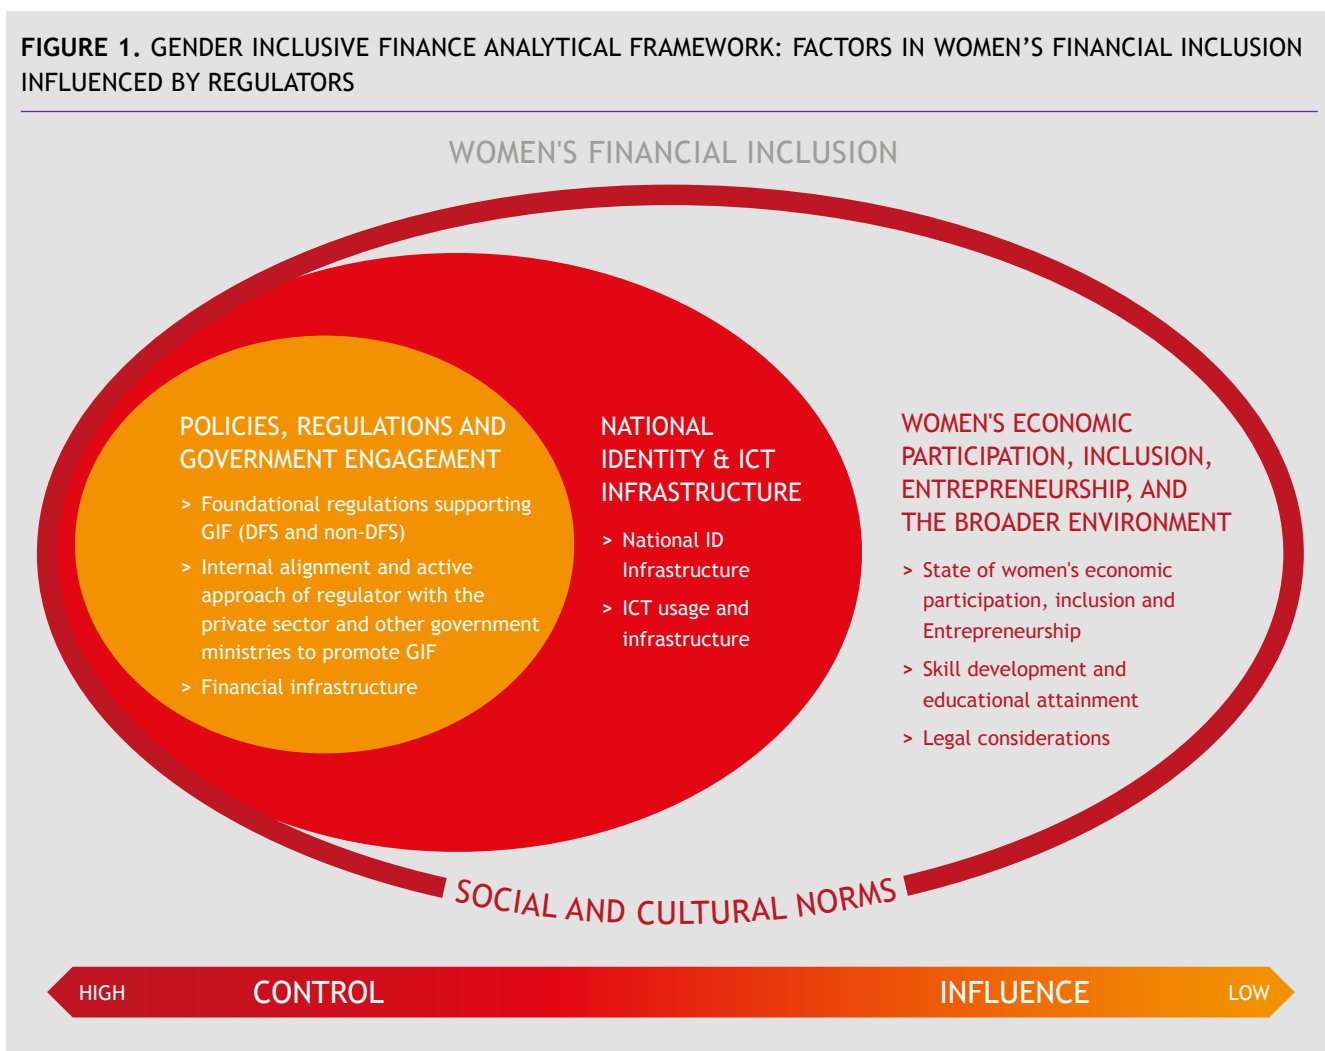 FIGURE 1. GENDER INCLUSIVE FINANCE ANALYTICAL FRAMEWORK: FACTORS IN WOMEN’S FINANCIAL INCLUSION
INFLUENCED BY REGULATORS
WOMEN'S FINANCIAL INCLUSION
POLICIES, REGULATIONS AND
GOVERNMENT ENGAGEMENT
> Foundational regulations supporting
GIF (DFS and non-DFS)
> Internal alignment and active
approach of regulator with the
private sector and other government
ministries to promote GIF
> Financial infrastructure
NATIONAL
IDENTITY & ICT
INFRASTRUCTURE
> National ID
Infrastructure
> ICT usage and
infrastructure
WOMEN'S ECONOMIC
PARTICIPATION, INCLUSION,
ENTREPRENEURSHIP, AND
THE BROADER ENVIRONMENT
> State of women's economic
participation, inclusion and
Entrepreneurship
> Skill development and
educational attainment
> Legal considerations
SOCIAL AND CULTURAL NORMS
HIGH CONTROL INFLUENCE LOW